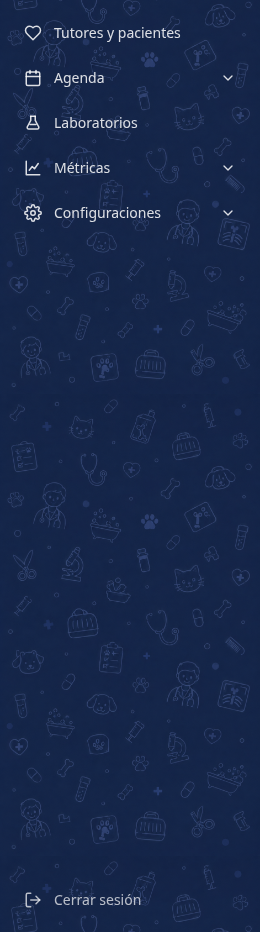 Tutores y pacientes
Agenda
Laboratorios
Métricas
Configuraciones
Cerrar sesión